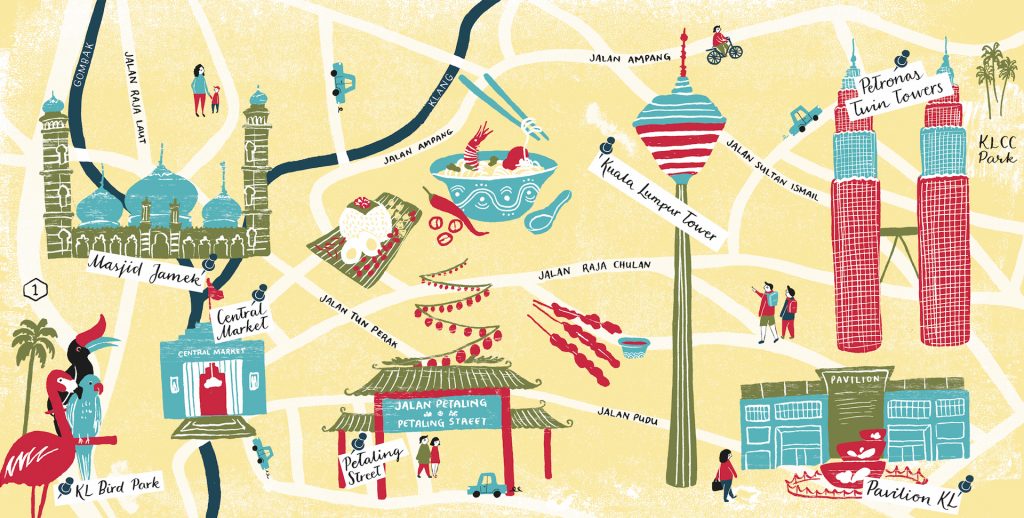 GOMBAK
JALAN RAJA LAUT
KLANG
JALAN AMPANG
JALAN AMPANG
Petronas
Twin Towers
KLCC
Park
JALAN SULTAN ISMAIL
Kuala Lumpur Tower
Masjid Jamek
1
Central
Market
CENTRAL MARKET
JALAN TUN PERAK
JALAN RAJA CHULAN
JALAN PETALING
PETALING STREET
Petaling
Street
JALAN PUDU
PAVILION
Pavilion KL
KL Bird Park